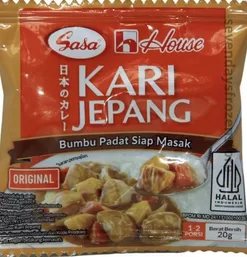 Sasa
House
日本のカレー
KARI
JEPANG
Bumbu Padat Siap Masak
ORIGINAL
1-2
PORSI
HALAL
INDONESIA
Berat Bersih
20g
sevendaysfrozen